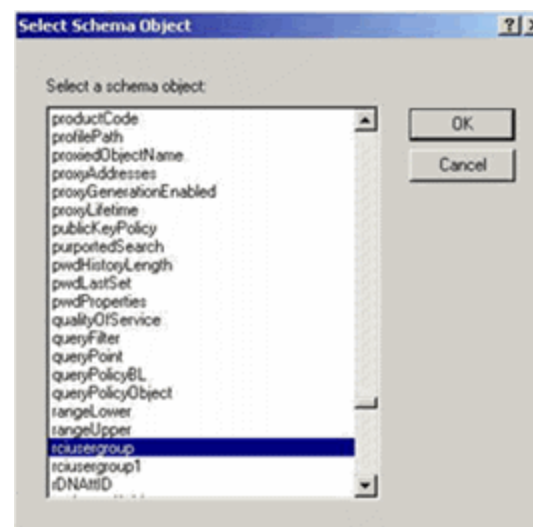 Select Schema Object
Select a schema object:
productCode
profilePath
proxiedObjectName
proxyAddresses
proxyGenerationEnabled
proxyLifetime
publicKeyPolicy
purportedSearch
pwdHistoryLength
pwdLastSet
pwdProperties
qualityOfService
queryFilter
queryPoint
queryPolicyBL
queryPolicyObject
rangeLower
rangeUpper
rciusergroup
rciusergroup1
rDNAttID
OK
Cancel